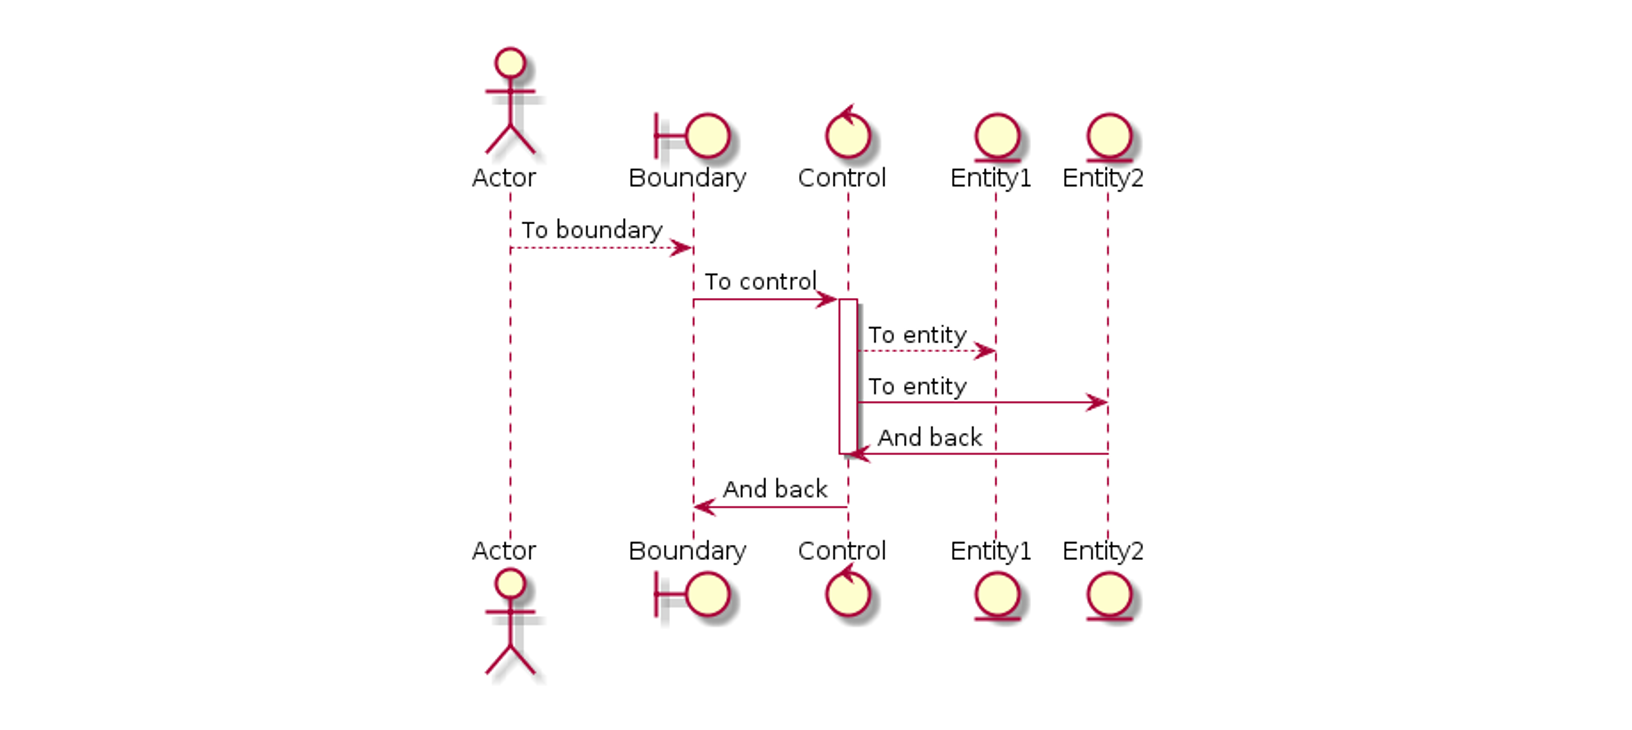 Actor Boundary Control Entity1 Entity2
To boundary
To control
To entity
To entity
And back
And back
Actor Boundary Control Entity1 Entity2